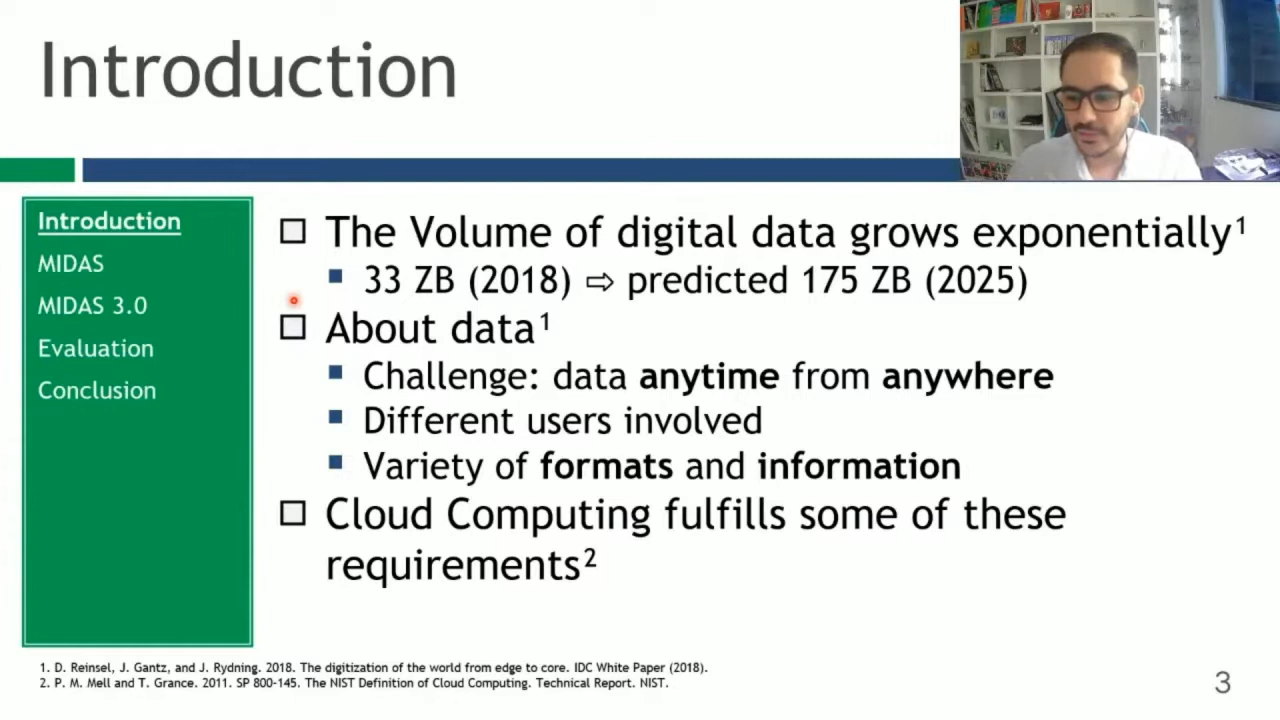 Introduction
Introduction
MIDAS
MIDAS 3.0
Evaluation
Conclusion
The Volume of digital data grows exponentially¹
33 ZB (2018) ⇨ predicted 175 ZB (2025)
About data¹
Challenge: data anytime from anywhere
Different users involved
Variety of formats and information
Cloud Computing fulfills some of these
requirements²
1. D. Reinsel, J. Gantz, and J. Rydning. 2018. The digitization of the world from edge to core. IDC White Paper (2018).
2. P. M. Mell and T. Grance. 2011. SP 800-145. The NIST Definition of Cloud Computing. Technical Report. NIST.
3